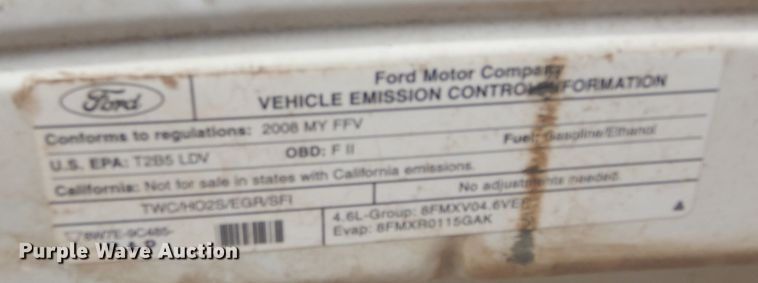 Ford
Ford Motor Company
VEHICLE EMISSION CONTROL INFORMATION
Conforms to regulations: 2008 MY FFV
Fuel: Gasoline/Ethanol
U.S. EPA: T2B5 LDV OBD: F II
California: Not for sale in states with California emissions.
TWC/HO2S/EGR/SFI
No adjustments needed.
4.6L-Group: 8FMXV04.6VEP
Evap: 8FMXR0115GAK
Purple Wave Auction